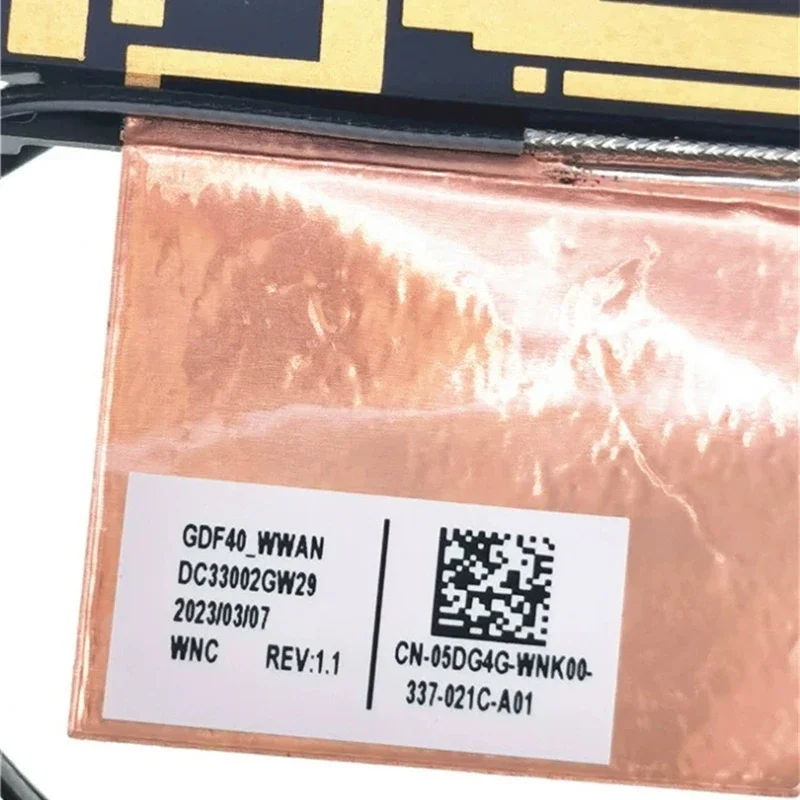 GDF40_WWAN
DC33002GW29
2023/03/07
WNC REV:1.1
CN-05DG4G-WNK00-
337-021C-A01